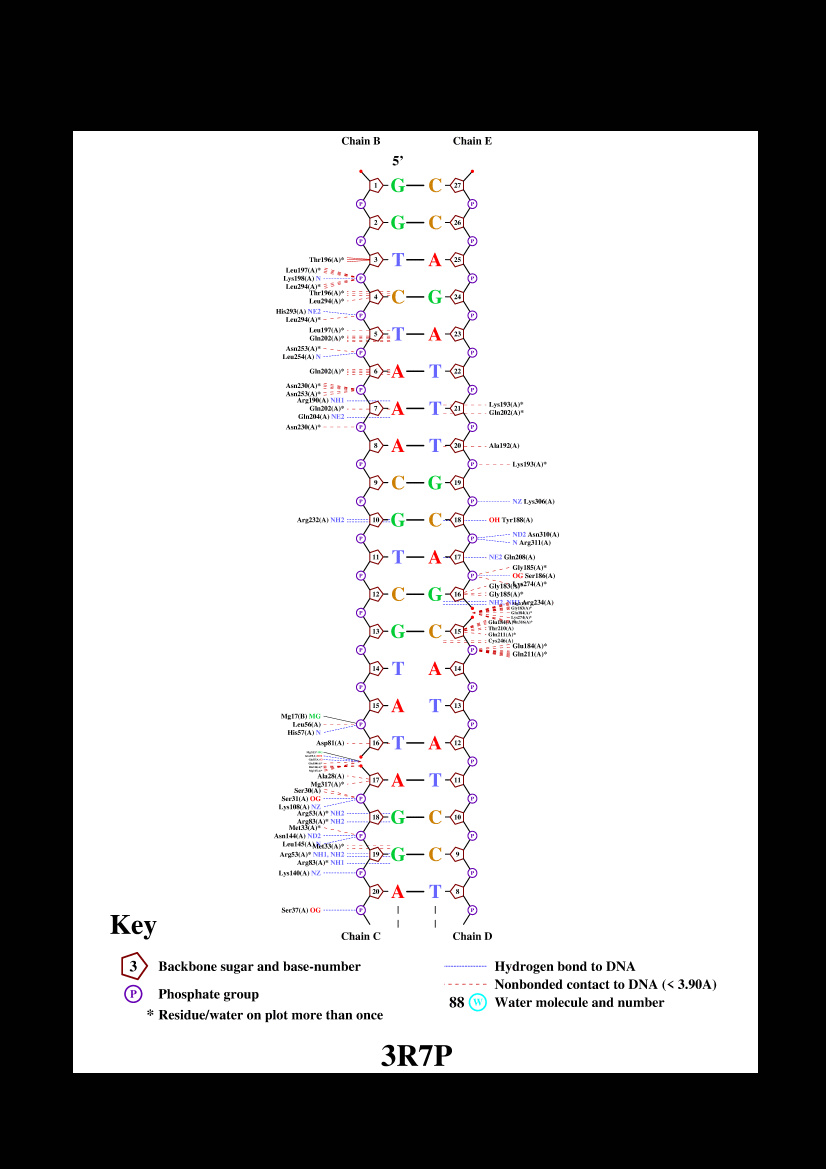 Chain B Chain E
5’
1 G C 27
P P
2 G C 26
P P
Thr196(A)* 3 T A 25
Leu197(A)*
Lys198(A) N P P
Leu294(A)*
Thr196(A)*
4 C G 24
Leu294(A)*
His293(A) NE2 P P
Leu294(A)*
Leu197(A)*
5 T A 23
Gln202(A)*
Asn253(A)*
P P
Leu254(A) N
Gln202(A)* 6 A T 22
Asn230(A)*
P P
Asn253(A)*
Arg190(A) NH1 Lys193(A)*
Gln202(A)* 7 A T 21
Gln204(A) NE2 Gln202(A)*
Asn230(A)* P P
8 A T 20 Ala192(A)
P P Lys193(A)*
9 C G 19
P P NZ Lys306(A)
Arg232(A) NH2 10 G C 18 OH Tyr188(A)
ND2 Asn310(A)
P P
N Arg311(A)
11 T A 17 NE2 Gln208(A)
Gly185(A)*
P P OG Ser186(A)
Lys274(A)*
Gly183(A)*
12 C G 16 Gly185(A)*
NH2, NH1 Arg234(A)
P
13 G C 15
Thr210(A)
Gln211(A)*
Cys246(A)
Glu184(A)*
P P
Gln211(A)*
14 T A 14
P P
15 A T 13
Mg17(B) MG
Leu56(A) P P
His57(A) N
Asp81(A) 16 T A 12
P
Ala28(A)
17 A T 11
Mg317(A)*
Ser30(A)
Ser31(A) OG P P
Lys108(A) NZ
Arg53(A)* NH2
18 G C 10
Arg83(A)* NH2
Met33(A)*
Asn144(A) ND2 P P
Leu145(A)
Met33(A)*
Arg53(A)* NH1, NH2 19 G C 9
Arg83(A)* NH1
Lys140(A) NZ P P
20 A T 8
Ser37(A) OG P P
Chain C Chain D
Key
3 Backbone sugar and base-number
P Phosphate group
* Residue/water on plot more than once
Hydrogen bond to DNA
Nonbonded contact to DNA (< 3.90A)
88 W Water molecule and number
3R7P